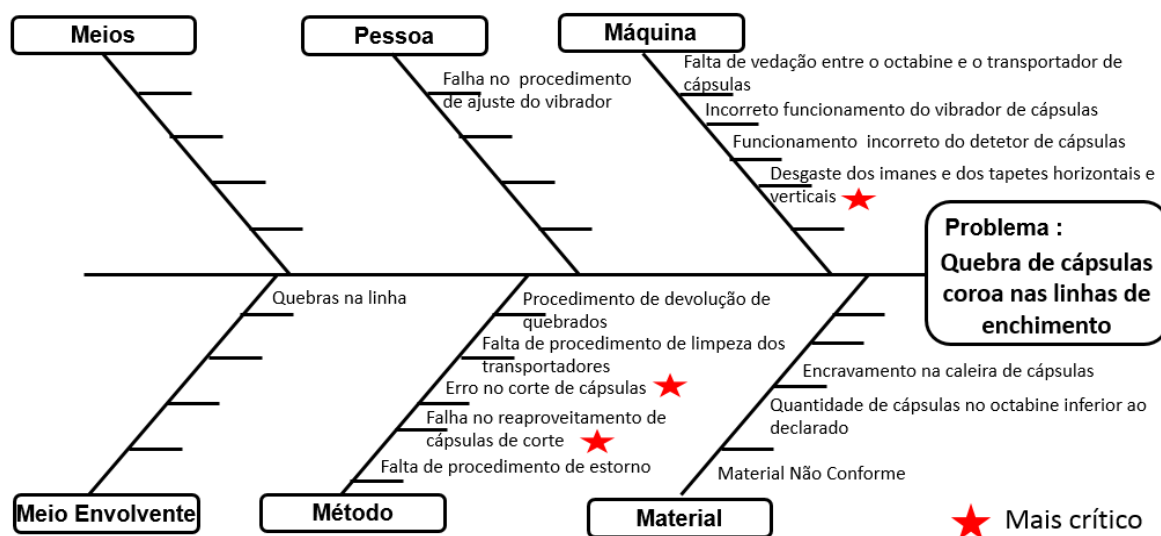 Meios
Pessoa
Máquina
Falha no procedimento
de ajuste do vibrador
Falta de vedação entre o octabine e o transportador de
cápsulas
Incorreto funcionamento do vibrador de cápsulas
Funcionamento incorreto do detetor de cápsulas
Desgaste dos imanes e dos tapetes horizontais e
verticais
Problema :
Quebra de cápsulas
coroa nas linhas de
enchimento
Quebras na linha
Procedimento de devolução de
quebrados
Falta de procedimento de limpeza dos
transportadores
Erro no corte de cápsulas
Falha no reaproveitamento de
cápsulas de corte
Falta de procedimento de estorno
Encravamento na caleira de cápsulas
Quantidade de cápsulas no octabine inferior ao
declarado
Material Não Conforme
Meio Envolvente
Método
Material
Mais crítico